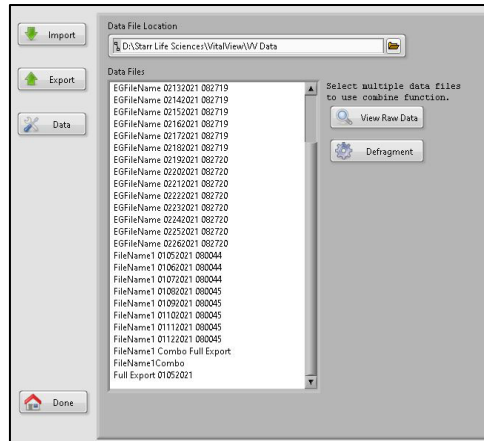 Import
Export
Data
Done
Data File Location
D:\Starr Life Sciences\VitalView\VV Data
Data Files
EGFileName 02132021 082719
EGFileName 02142021 082719
EGFileName 02152021 082719
EGFileName 02162021 082719
EGFileName 02172021 082719
EGFileName 02182021 082719
EGFileName 02192021 082720
EGFileName 02202021 082720
EGFileName 02212021 082720
EGFileName 02222021 082720
EGFileName 02232021 082720
EGFileName 02242021 082720
EGFileName 02252021 082720
EGFileName 02262021 082720
FileName1 01052021 080044
FileName1 01062021 080044
FileName1 01072021 080044
FileName1 01082021 080045
FileName1 01092021 080045
FileName1 01102021 080045
FileName1 01112021 080045
FileName1 01122021 080045
FileName1 Combo Full Export
FileName1Combo
Full Export 01052021
Select multiple data files
to use combine function.
View Raw Data
Defragment